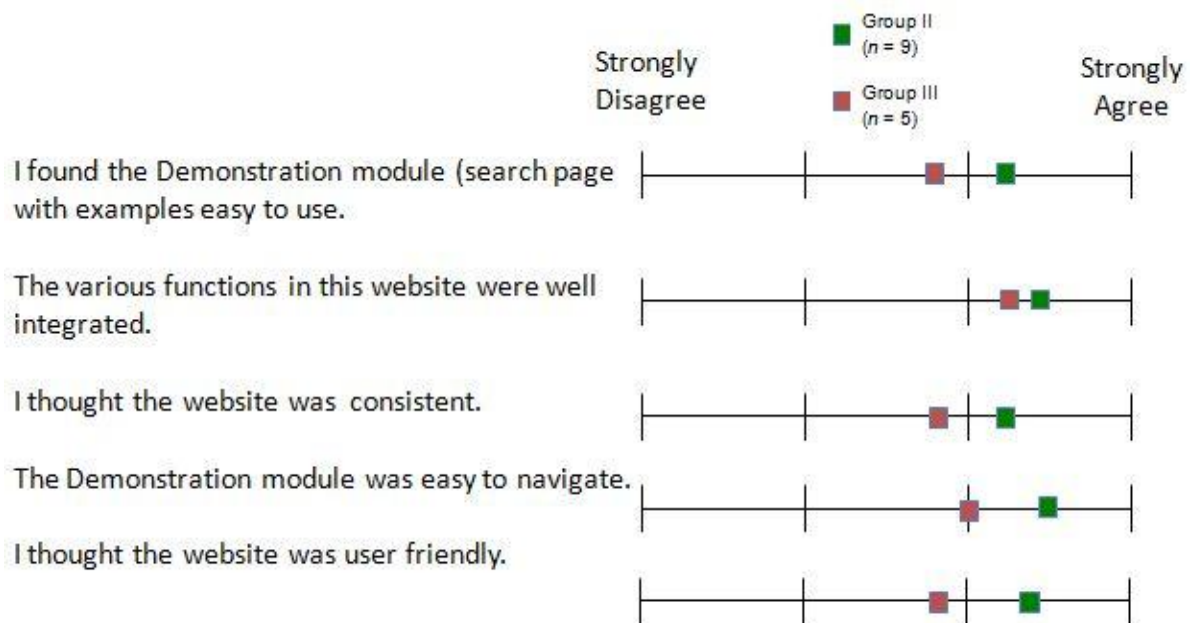 Group II
(n = 9)
Strongly
Disagree
Group III
(n = 5)
Strongly
Agree
I found the Demonstration module (search page
with examples easy to use.
The various functions in this website were well
integrated.
I thought the website was consistent.
The Demonstration module was easy to navigate.
I thought the website was user friendly.